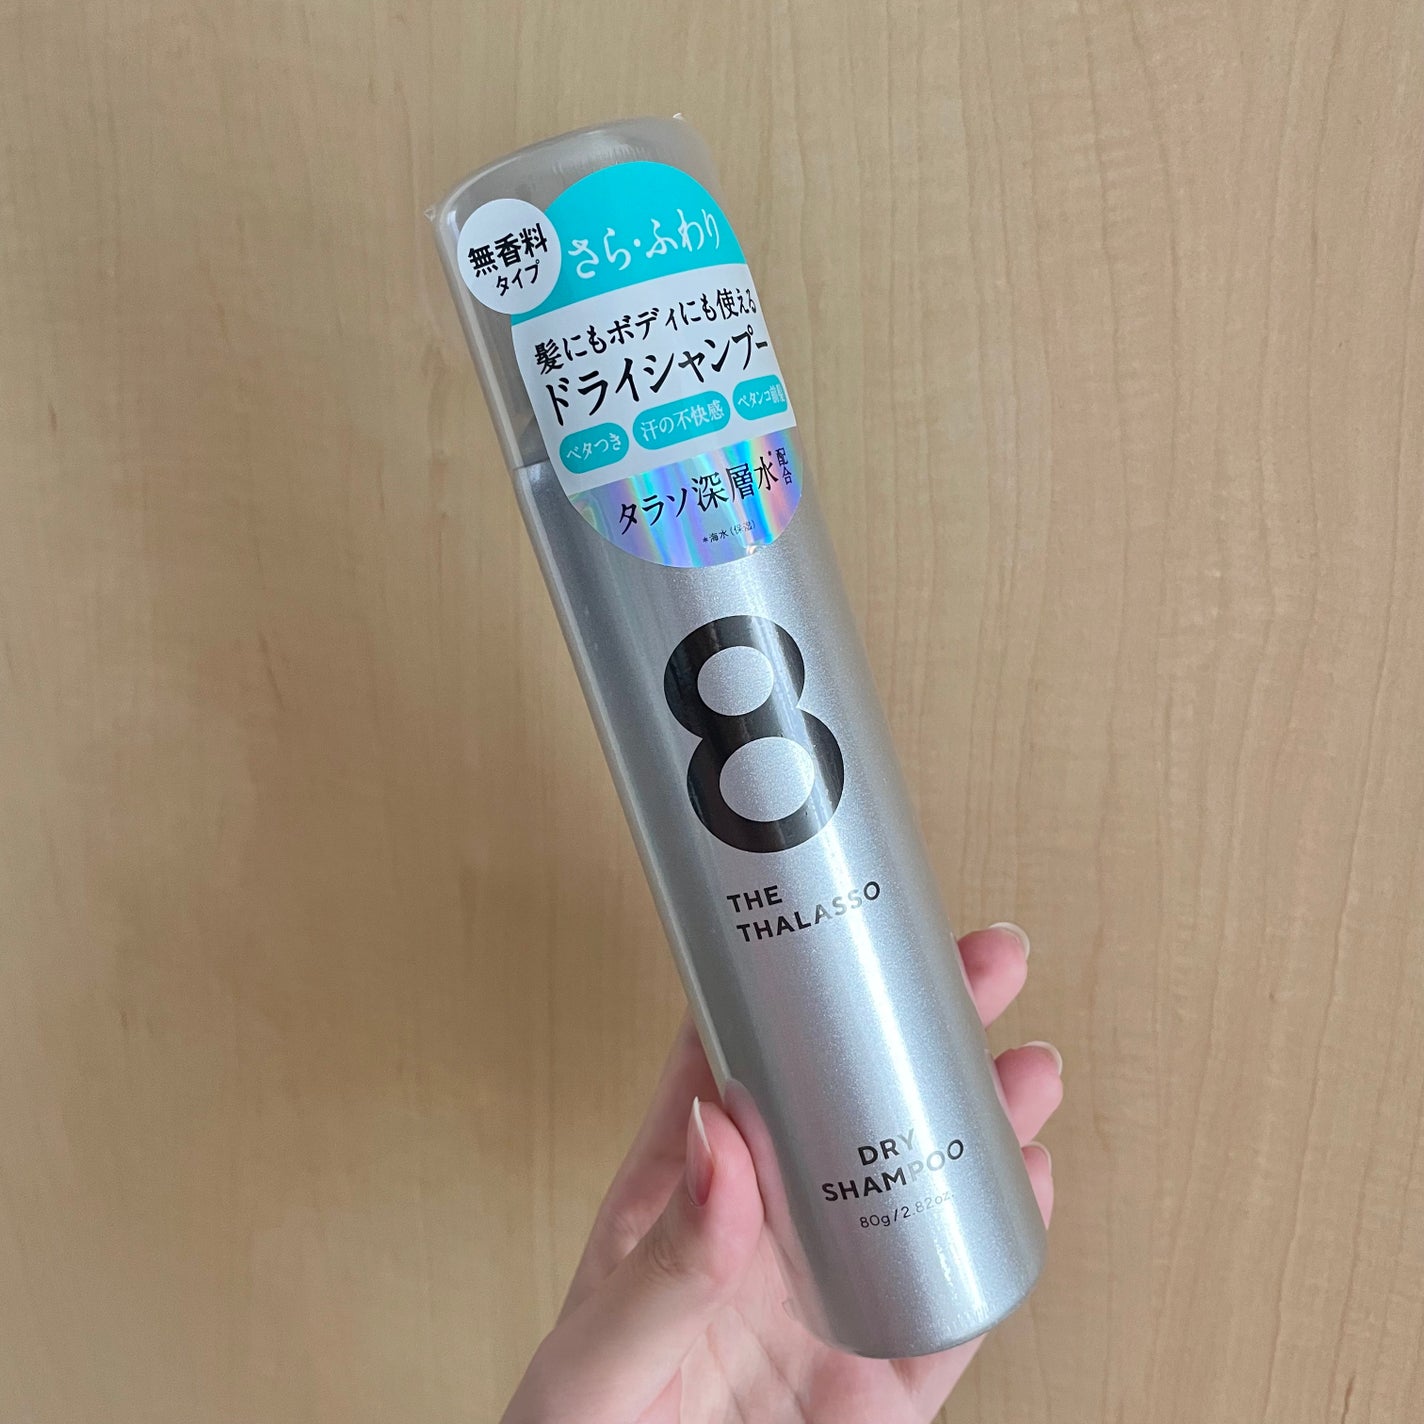 無香料
タイプ
さら・ふわり
髪にもボディにも使える
ドライシャンプー
ベタつき
汗の不快感
ペタンコ前髪
タラソ深層水*配合
*海水(保湿)
8
THE
THALASSO
DRY
SHAMPOO
80g/2.82oz.